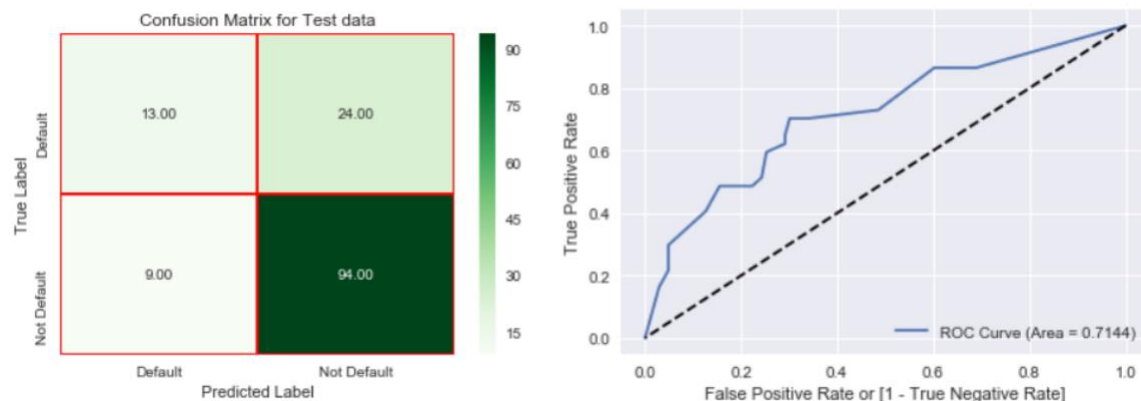 Confusion Matrix for Test data
True Label
Default
Not Default
13.00
24.00
9.00
94.00
Default
Not Default
Predicted Label
90
75
60
45
30
15
True Positive Rate
1.0
0.8
0.6
0.4
0.2
0.0
ROC Curve (Area = 0.7144)
0.0
0.2
0.4
0.6
0.8
1.0
False Positive Rate or [1 - True Negative Rate]